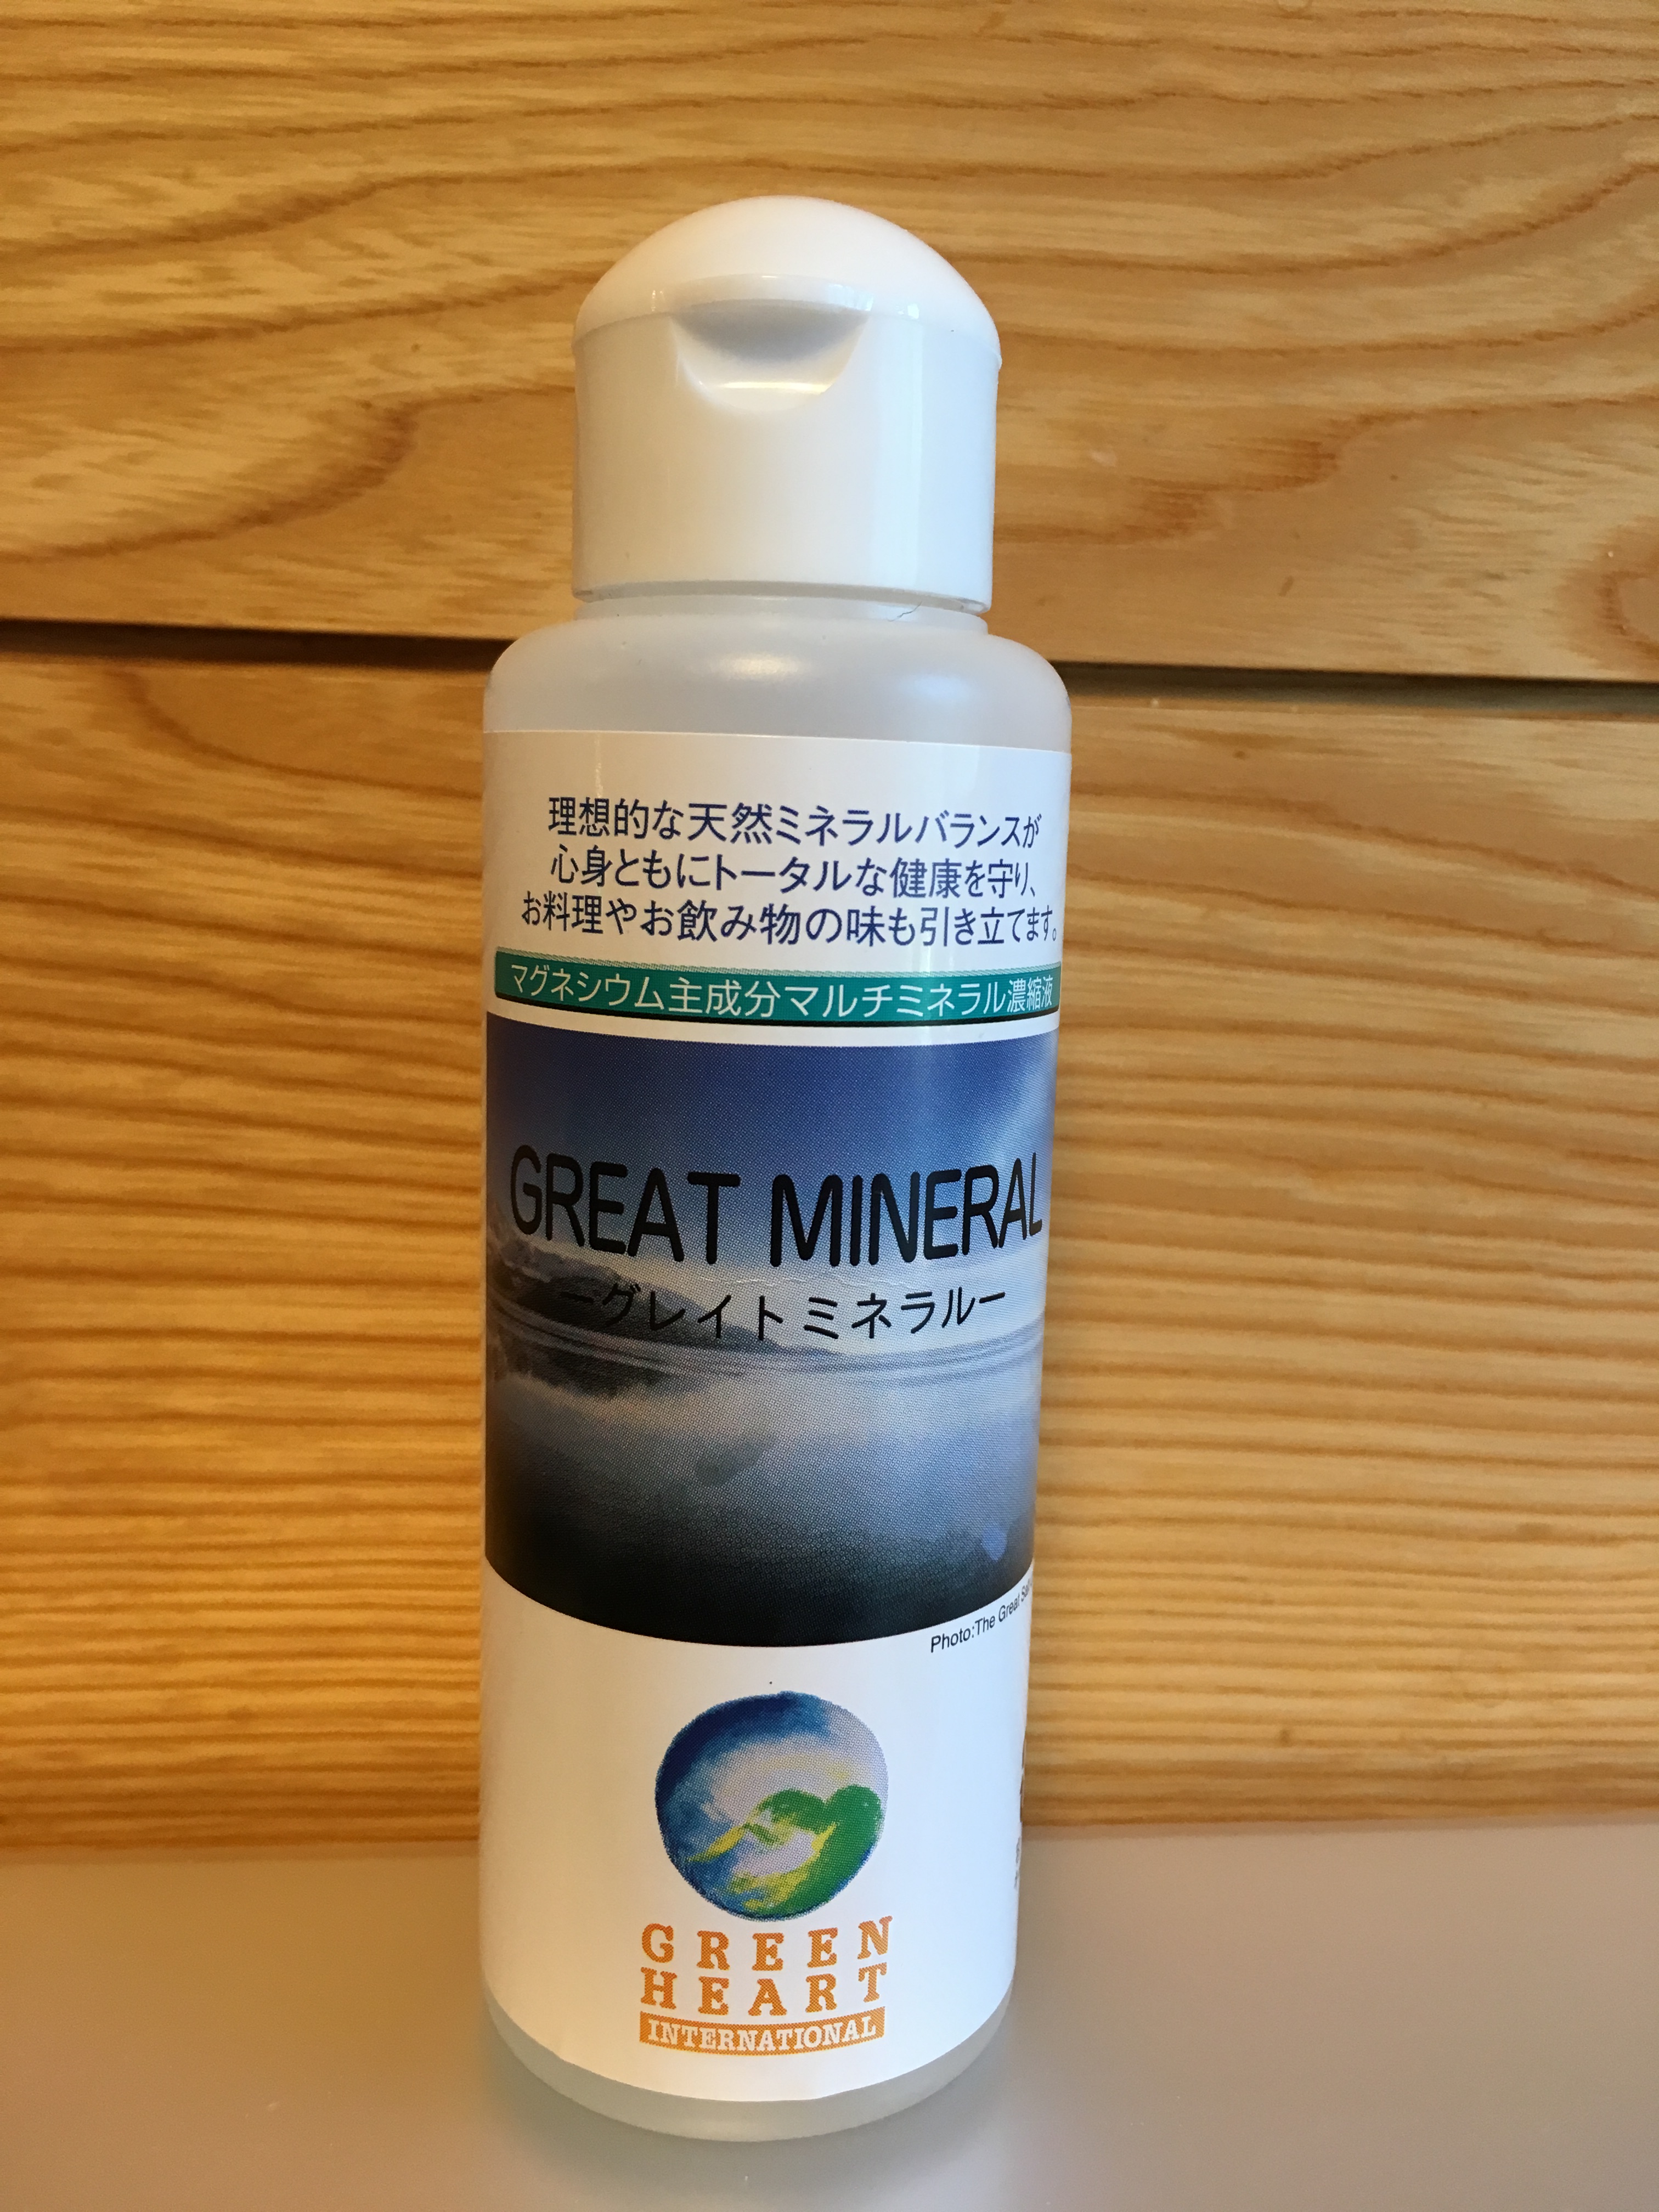 理想的な天然ミネラルバランスが
心身ともにトータルな健康を守り、
お料理やお飲み物の味も引き立てます。
マグネシウム主成分マルチミネラル濃縮液
GREAT MINERAL
ーグレイトミネラルー
Photo:The Great
GREEN
HEART
INTERNATIONAL